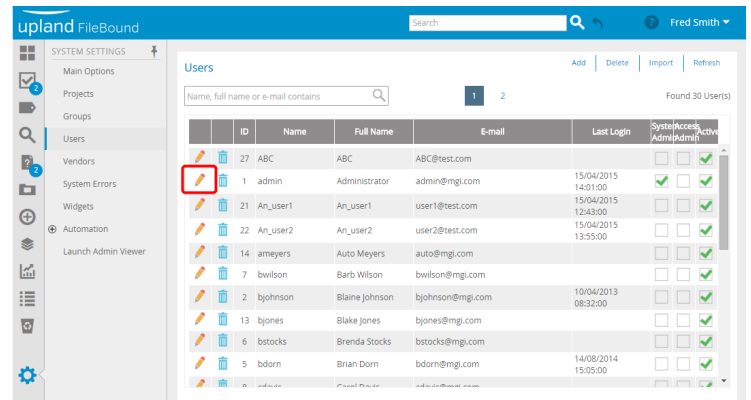 upland FileBound
Search
Fred Smith
SYSTEM SETTINGS
Main Options
Projects
Groups
Users
Vendors
System Errors
Widgets
Automation
Launch Admin Viewer
2
2
Users
Add Delete Import Refresh
Name, full name or e-mail contains
1 2
Found 30 User(s)
ID Name Full Name E-mail Last Login System Admin Access Admin Active
27 ABC ABC ABC@test.com
1 admin Administrator admin@mgi.com 15/04/2015 14:01:00
21 An_user1 An_user1 user1@test.com 15/04/2015 12:43:00
22 An_user2 An_user2 user2@test.com 15/04/2015 13:55:00
14 ameyers Auto Meyers auto@mgi.com
7 bwilson Barb Wilson bwilson@mgi.com
2 bjohnson Blaine Johnson bjohnson@mgi.com 10/04/2013 08:32:00
13 bjones Blake Jones bjones@mgi.com
6 bstocks Brenda Stocks bstocks@mgi.com
5 bdorn Brian Dorn bdorn@mgi.com 14/08/2014 15:05:00